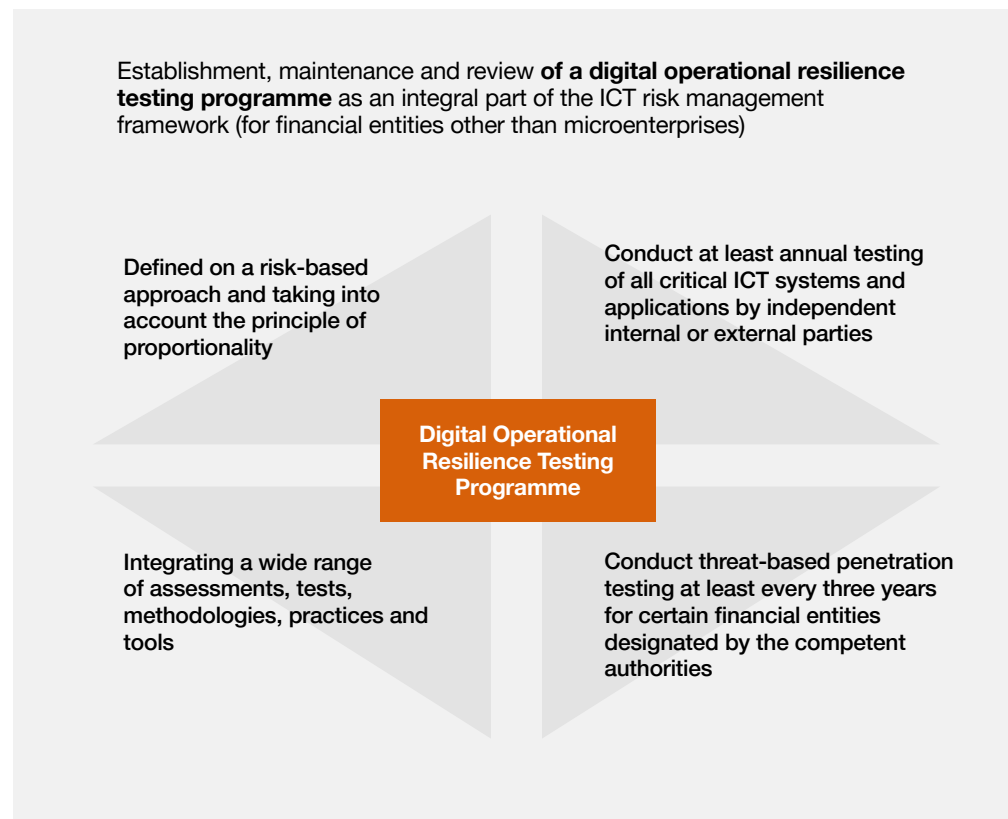 Establishment, maintenance and review of a digital operational resilience
testing programme as an integral part of the ICT risk management
framework (for financial entities other than microenterprises)
Defined on a risk-based
approach and taking into
account the principle of
proportionality
Conduct at least annual testing
of all critical ICT systems and
applications by independent
internal or external parties
Digital Operational
Resilience Testing
Programme
Integrating a wide range
of assessments, tests,
methodologies, practices and
tools
Conduct threat-based penetration
testing at least every three years
for certain financial entities
designated by the competent
authorities